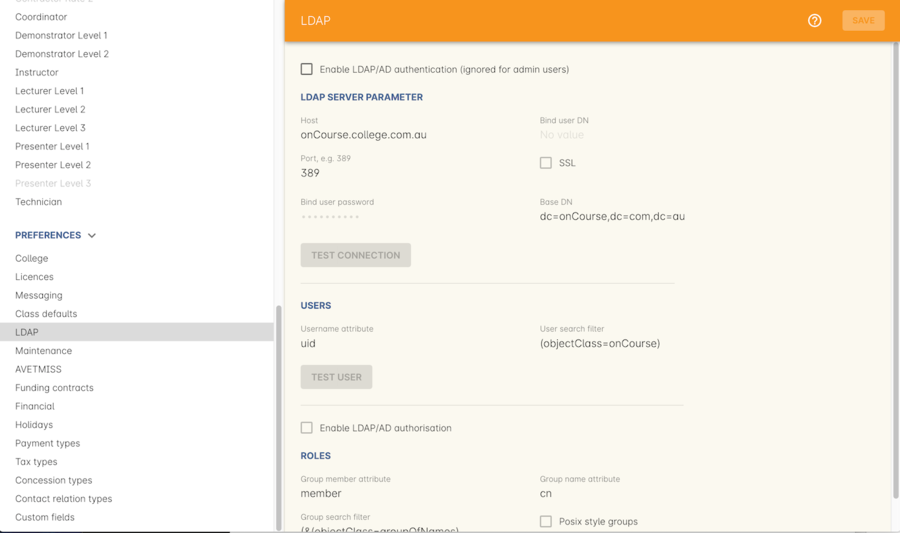 Coordinator
Demonstrator Level 1
Demonstrator Level 2
Instructor
Lecturer Level 1
Lecturer Level 2
Lecturer Level 3
Presenter Level 1
Presenter Level 2
Presenter Level 3
Technician
PREFERENCES
College
Licences
Messaging
Class defaults
LDAP
Maintenance
AVETMISS
Funding contracts
Financial
Holidays
Payment types
Tax types
Concession types
Contact relation types
Custom fields
LDAP
SAVE
Enable LDAP/AD authentication (ignored for admin users)
LDAP SERVER PARAMETER
Host
onCourse.college.com.au
Bind user DN
No value
Port, e.g. 389
389
SSL
Bind user password
Base DN
dc=onCourse,dc=com,dc=au
TEST CONNECTION
USERS
Username attribute
uid
User search filter
(objectClass=onCourse)
TEST USER
Enable LDAP/AD authorisation
ROLES
Group member attribute
member
Group name attribute
cn
Group search filter
(&(objectClass=groupOfNames)
Posix style groups